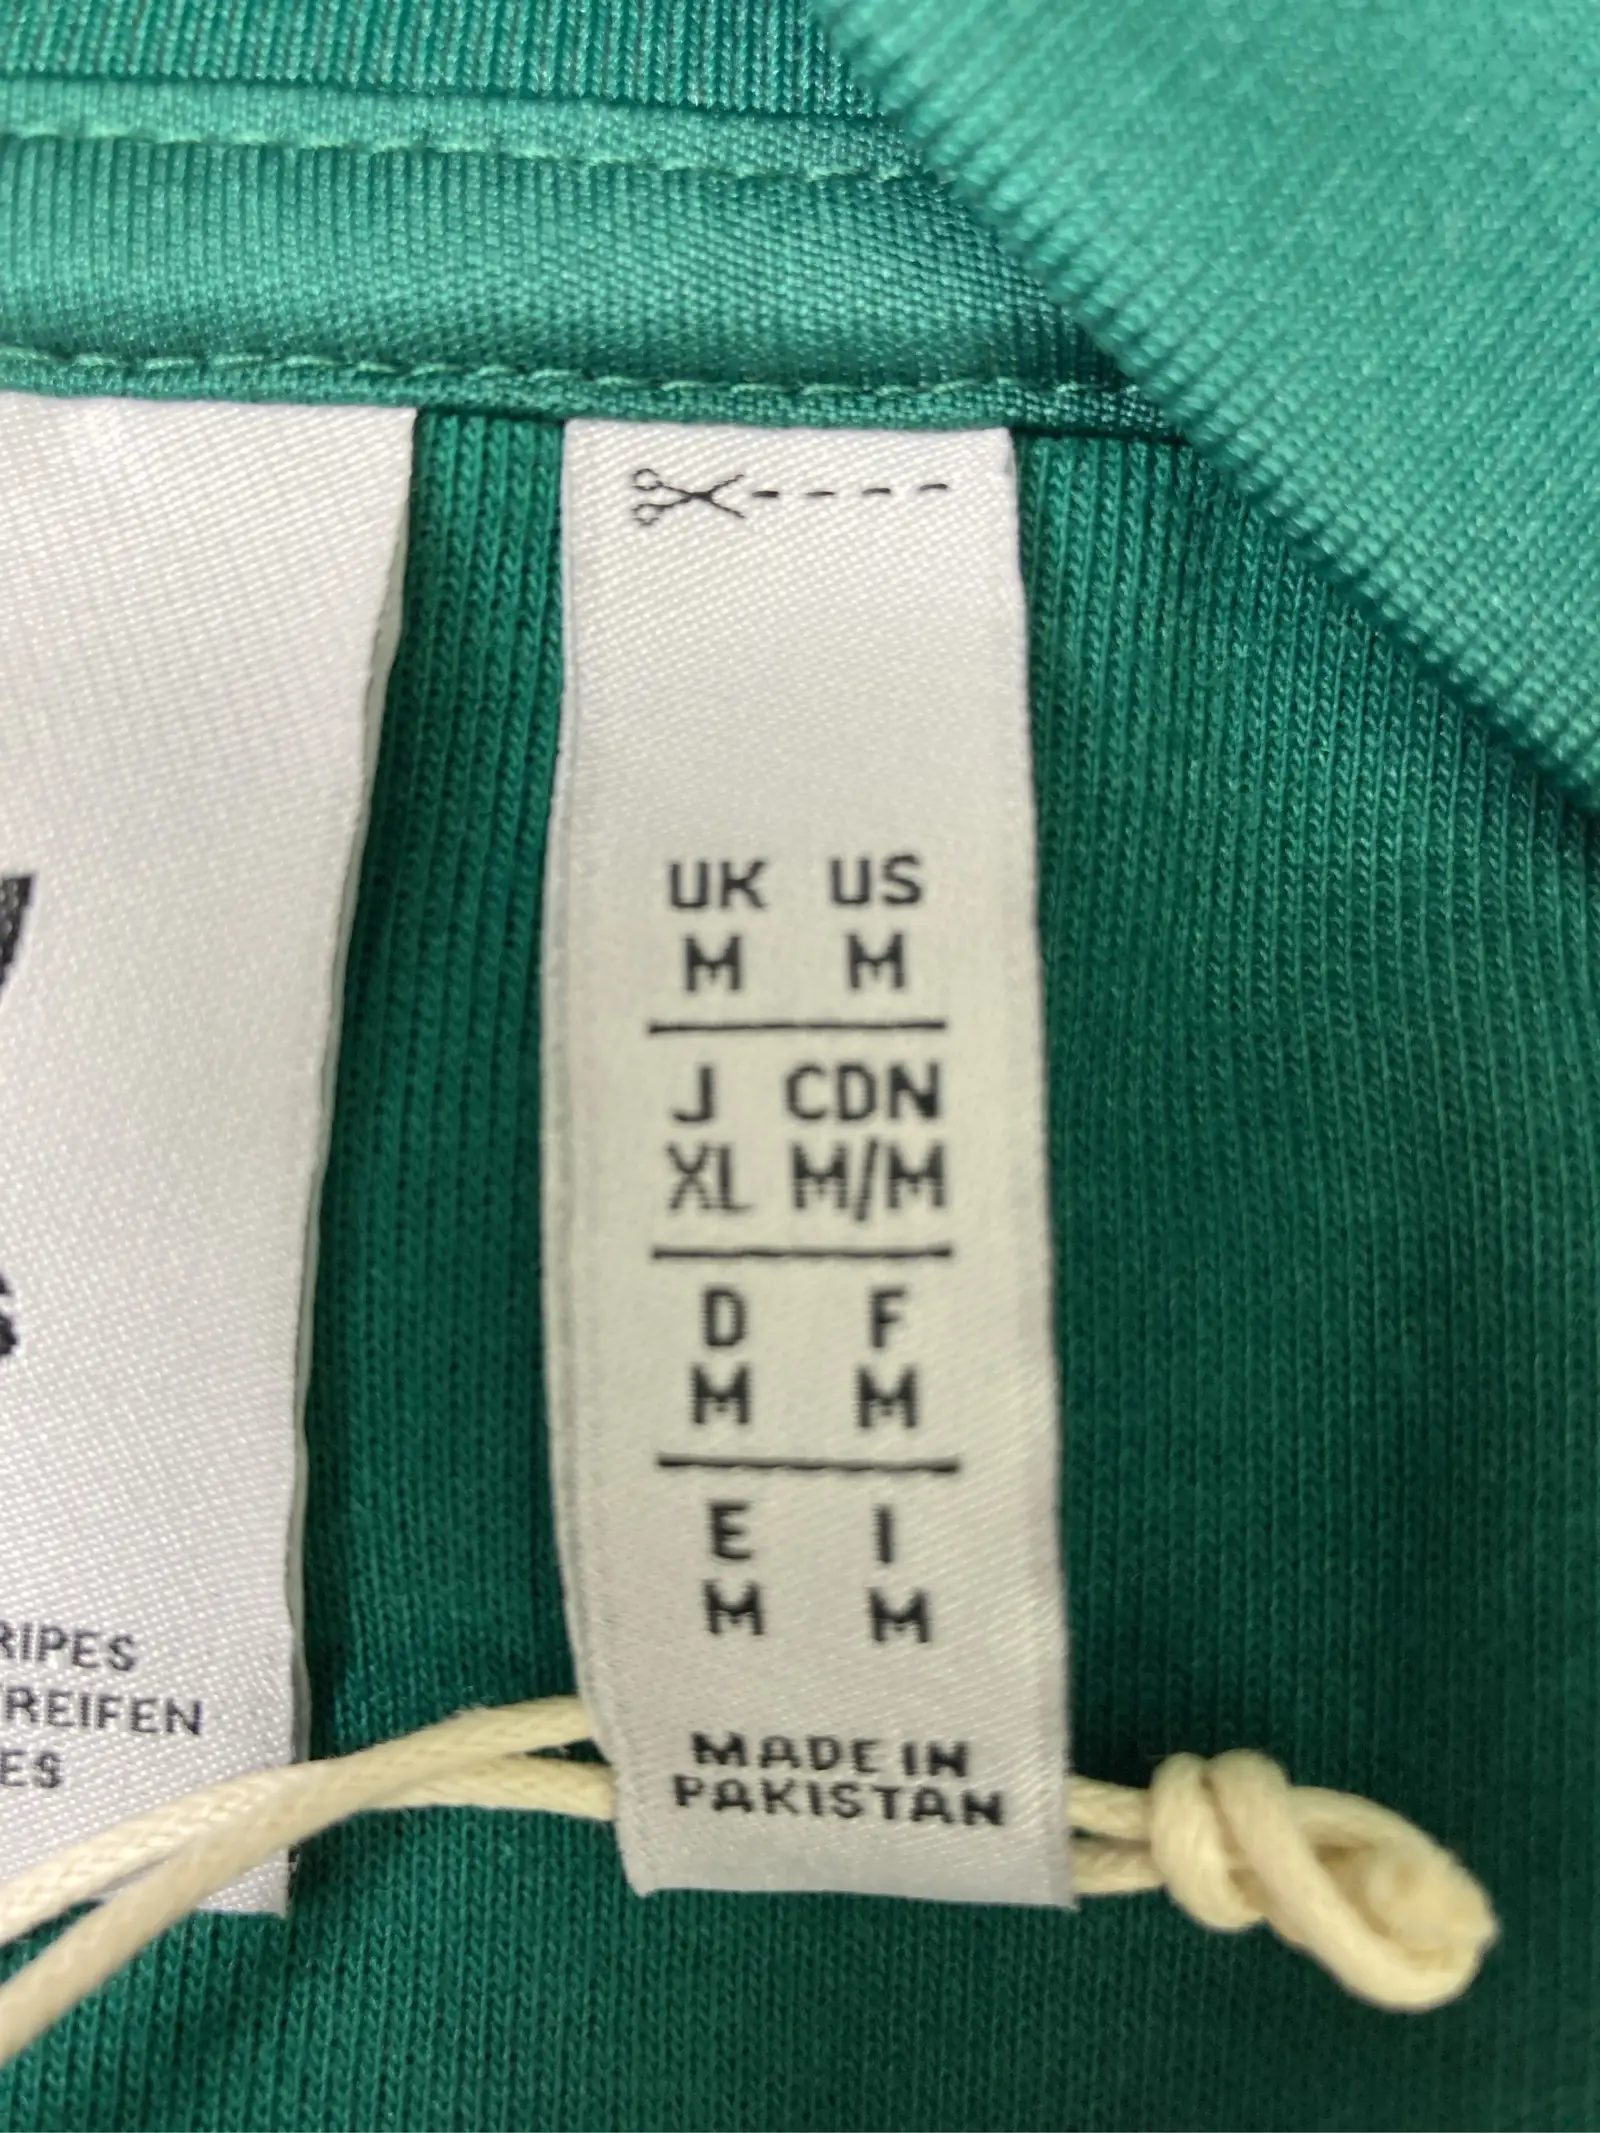 UK US
M M
J CDN
XL M/M
D F
M M
E I
M M
MADE IN
PAKISTAN
RIPES
REIFEN
ES